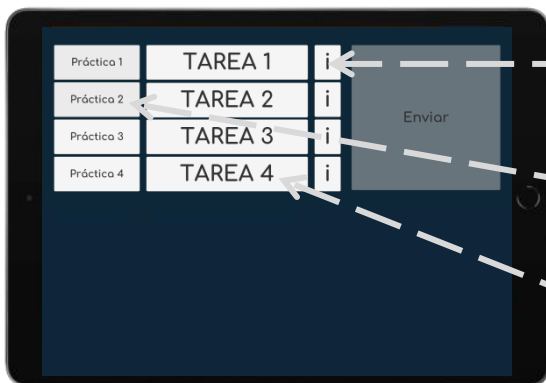 Práctica 1 TAREA 1 i
Práctica 2 TAREA 2 i
Enviar
Práctica 3 TAREA 3 i
Práctica 4 TAREA 4 i